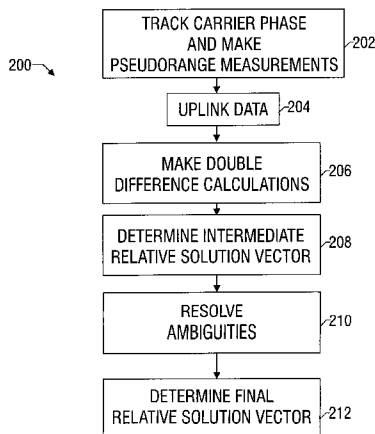 TRACK CARRIER PHASE
AND MAKE
PSEUDORANGE MEASUREMENTS
202
200
UPLINK DATA
204
MAKE DOUBLE
DIFFERENCE CALCULATIONS
206
DETERMINE INTERMEDIATE
RELATIVE SOLUTION VECTOR
208
RESOLVE
AMBIGUITIES
210
DETERMINE FINAL
RELATIVE SOLUTION VECTOR
212